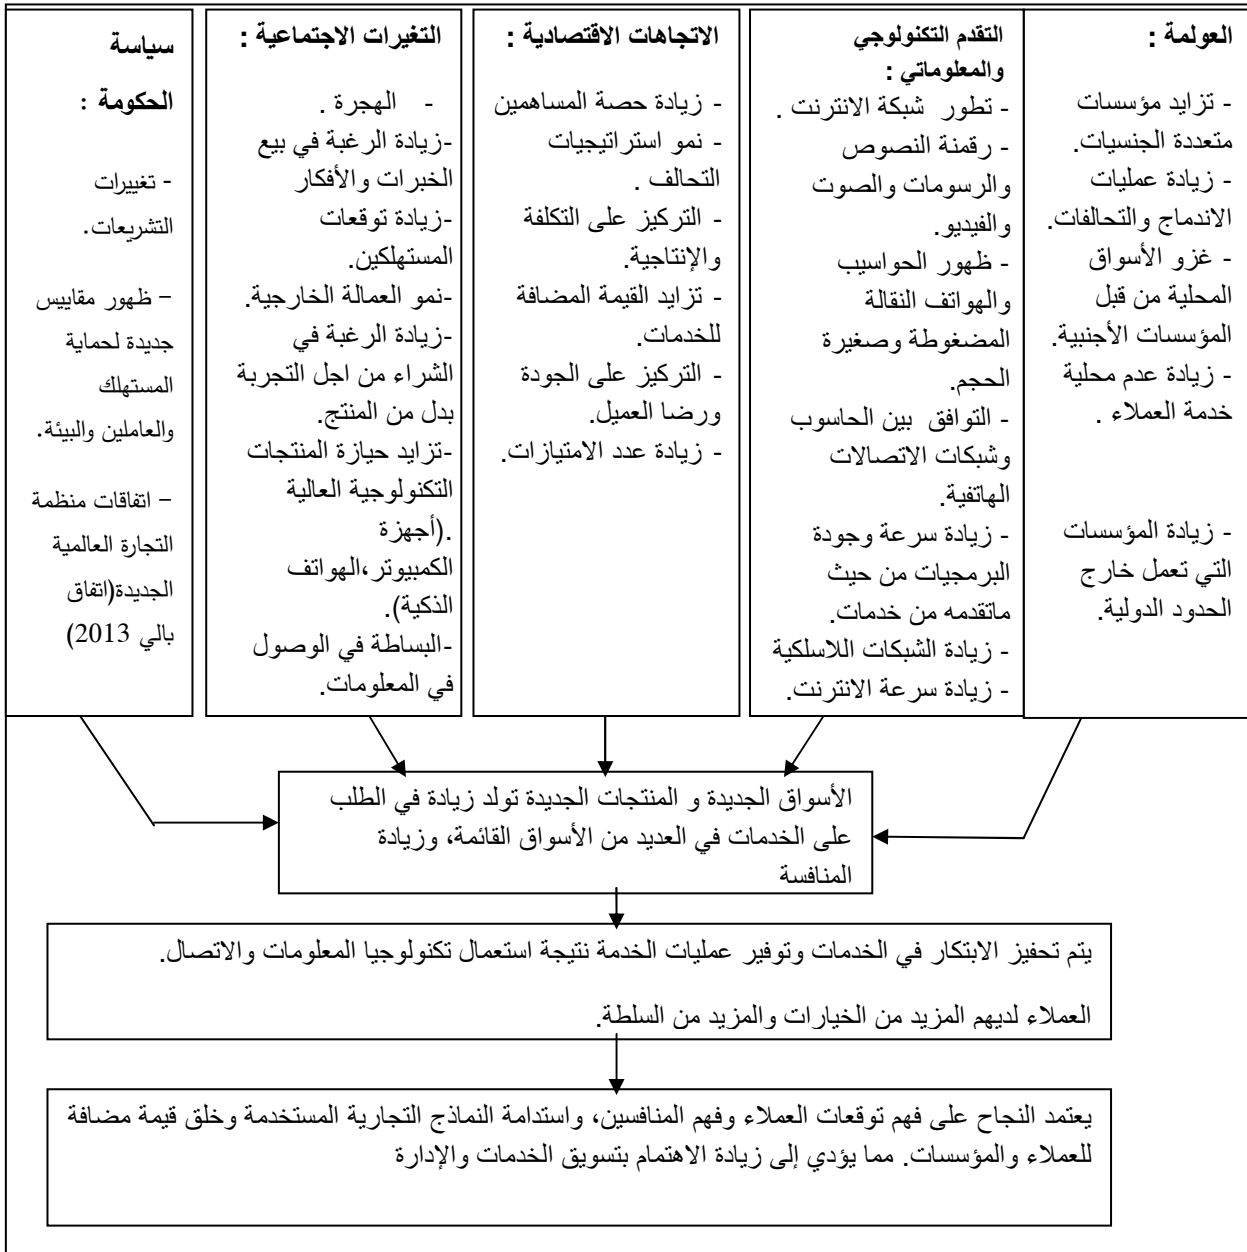 العولمة :
- تزايد مؤسسات
متعددة الجنسيات.
- زيادة عمليات
الاندماج والتحالفات.
- غزو الأسواق
المحلية من قبل
المؤسسات الأجنبية.
- زيادة عدم محلية
خدمة العملاء .
- زيادة المؤسسات
التي تعمل خارج
الحدود الدولية.
التقدم التكنولوجي
والمعلوماتي :
- تطور شبكة الانترنت .
- رقمنة النصوص
والرسومات والصوت
والفيديو.
- ظهور الحواسيب
والهواتف النقالة
المضغوطة وصغيرة
الحجم.
- التوافق بين الحاسوب
وشبكات الاتصالات
الهاتفية.
- زيادة سرعة وجودة
البرمجيات من حيث
ماتقدمه من خدمات.
- زيادة الشبكات اللاسلكية
- زيادة سرعة الانترنت.
الاتجاهات الاقتصادية :
- زيادة حصة المساهمين
- نمو استراتيجيات
التحالف .
- التركيز على التكلفة
والإنتاجية.
- تزايد القيمة المضافة
للخدمات.
- التركيز على الجودة
ورضا العميل.
- زيادة عدد الامتيازات.
التغيرات الاجتماعية :
- الهجرة .
-زيادة الرغبة في بيع
الخبرات والأفكار
-زيادة توقعات
المستهلكين.
-نمو العمالة الخارجية.
-زيادة الرغبة في
الشراء من اجل التجربة
بدل من المنتج.
-تزايد حيازة المنتجات
التكنولوجية العالية
.(أجهزة
الكمبيوتر،الهواتف
الذكية).
-البساطة في الوصول
في المعلومات.
سياسة
الحكومة :
- تغييرات
التشريعات.
– ظهور مقاييس
جديدة لحماية
المستهلك
والعاملين والبيئة.
– اتفاقات منظمة
التجارة العالمية
الجديدة(اتفاق
بالي 2013)
الأسواق الجديدة و المنتجات الجديدة تولد زيادة في الطلب
على الخدمات في العديد من الأسواق القائمة، وزيادة
المنافسة
يتم تحفيز الابتكار في الخدمات وتوفير عمليات الخدمة نتيجة استعمال تكنولوجيا المعلومات والاتصال.
العملاء لديهم المزيد من الخيارات والمزيد من السلطة.
يعتمد النجاح على فهم توقعات العملاء وفهم المنافسين، واستدامة النماذج التجارية المستخدمة وخلق قيمة مضافة
للعملاء والمؤسسات. مما يؤدي إلى زيادة الاهتمام بتسويق الخدمات والإدارة